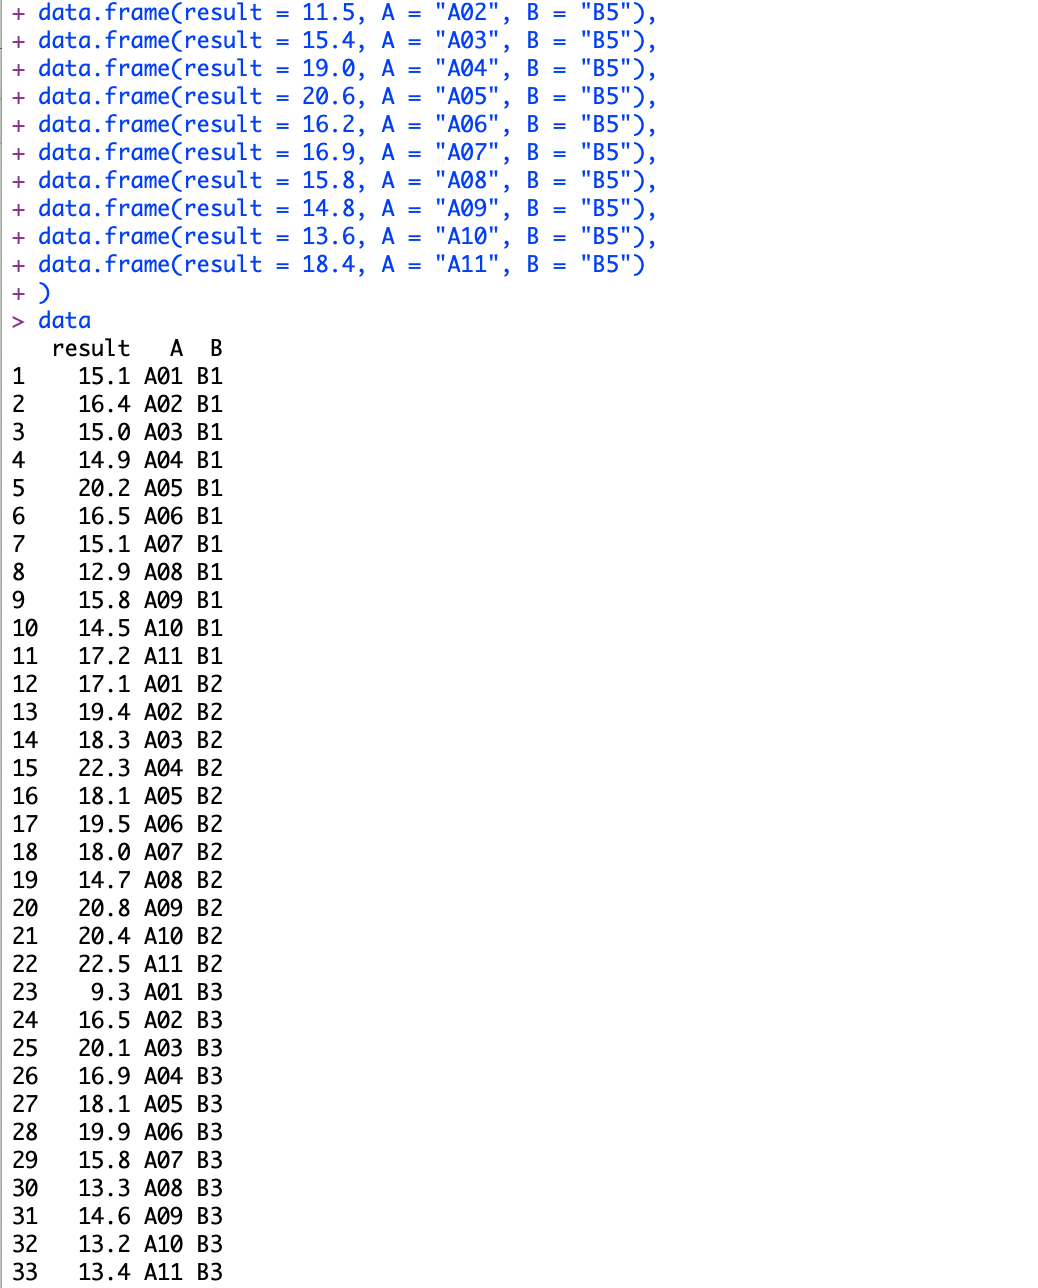 + data.frame(result = 11.5, A = "A02", B = "B5"),
+ data.frame(result = 15.4, A = "A03", B = "B5"),
+ data.frame(result = 19.0, A = "A04", B = "B5"),
+ data.frame(result = 20.6, A = "A05", B = "B5"),
+ data.frame(result = 16.2, A = "A06", B = "B5"),
+ data.frame(result = 16.9, A = "A07", B = "B5"),
+ data.frame(result = 15.8, A = "A08", B = "B5"),
+ data.frame(result = 14.8, A = "A09", B = "B5"),
+ data.frame(result = 13.6, A = "A10", B = "B5"),
+ data.frame(result = 18.4, A = "A11", B = "B5")
+ )
> data
   result   A  B
1    15.1 A01 B1
2    16.4 A02 B1
3    15.0 A03 B1
4    14.9 A04 B1
5    20.2 A05 B1
6    16.5 A06 B1
7    15.1 A07 B1
8    12.9 A08 B1
9    15.8 A09 B1
10   14.5 A10 B1
11   17.2 A11 B1
12   17.1 A01 B2
13   19.4 A02 B2
14   18.3 A03 B2
15   22.3 A04 B2
16   18.1 A05 B2
17   19.5 A06 B2
18   18.0 A07 B2
19   14.7 A08 B2
20   20.8 A09 B2
21   20.4 A10 B2
22   22.5 A11 B2
23    9.3 A01 B3
24   16.5 A02 B3
25   20.1 A03 B3
26   16.9 A04 B3
27   18.1 A05 B3
28   19.9 A06 B3
29   15.8 A07 B3
30   13.3 A08 B3
31   14.6 A09 B3
32   13.2 A10 B3
33   13.4 A11 B3